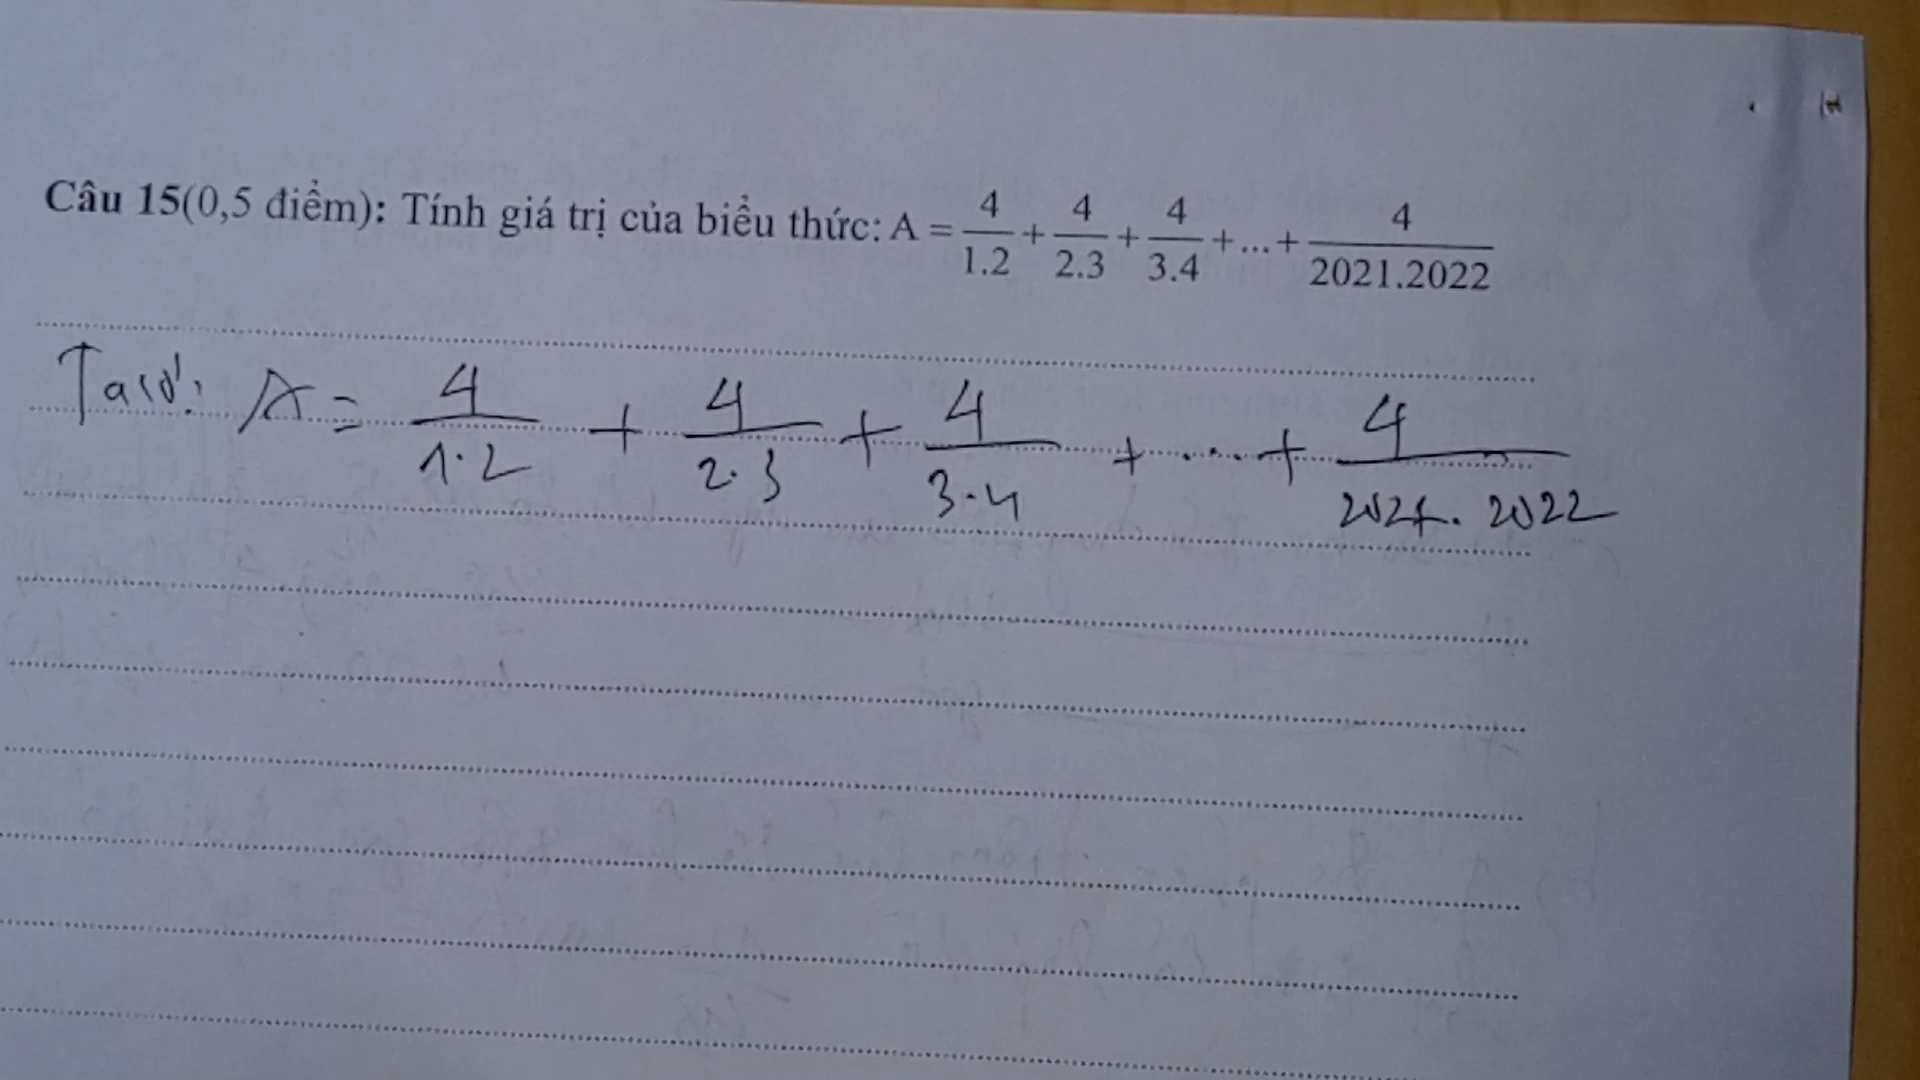 Câu 15(0,5 điểm): Tính giá trị của biểu thức: A = 4/1.2 + 4/2.3 + 4/3.4 + ... + 4/2021.2022
Ta có: A = 4/1.2 + 4/2.3 + 4/3.4 + ... + 4/2021.2022